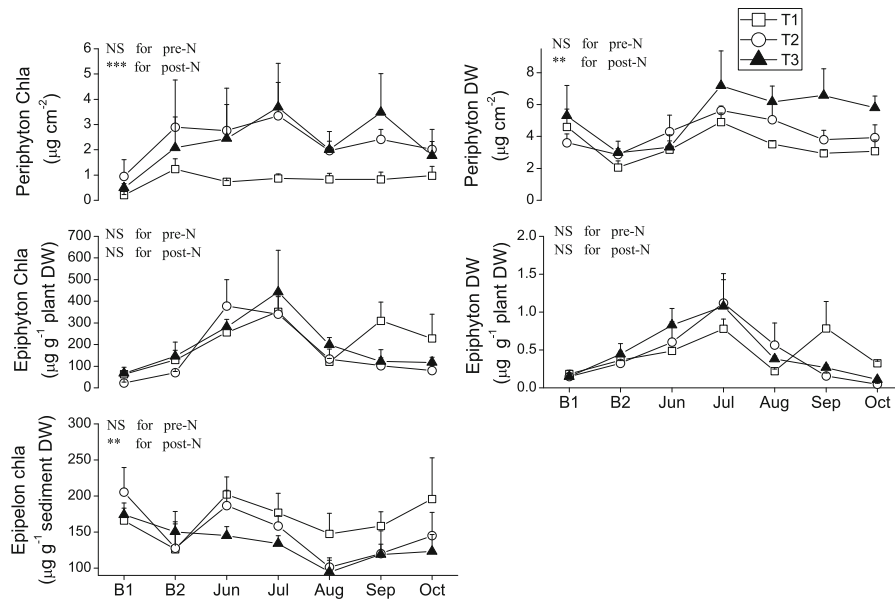 T1
T2
T3
NS for pre-N
*** for post-N
Periphyton Chla
(µg cm-2)
6
5
4
3
2
1
0
NS for pre-N
** for post-N
Periphyton DW
(µg cm-2)
8
6
4
2
0
NS for pre-N
NS for post-N
Epiphyton Chla
(µg g-1 plant DW)
700
600
500
400
300
200
100
0
NS for pre-N
NS for post-N
Epiphyton DW
(µg g-1 plant DW)
2.0
1.5
1.0
0.5
0.0
B1 B2 Jun Jul Aug Sep Oct
NS for pre-N
** for post-N
Epipelon chla
(µg g-1 sediment DW)
300
250
200
150
100
B1 B2 Jun Jul Aug Sep Oct